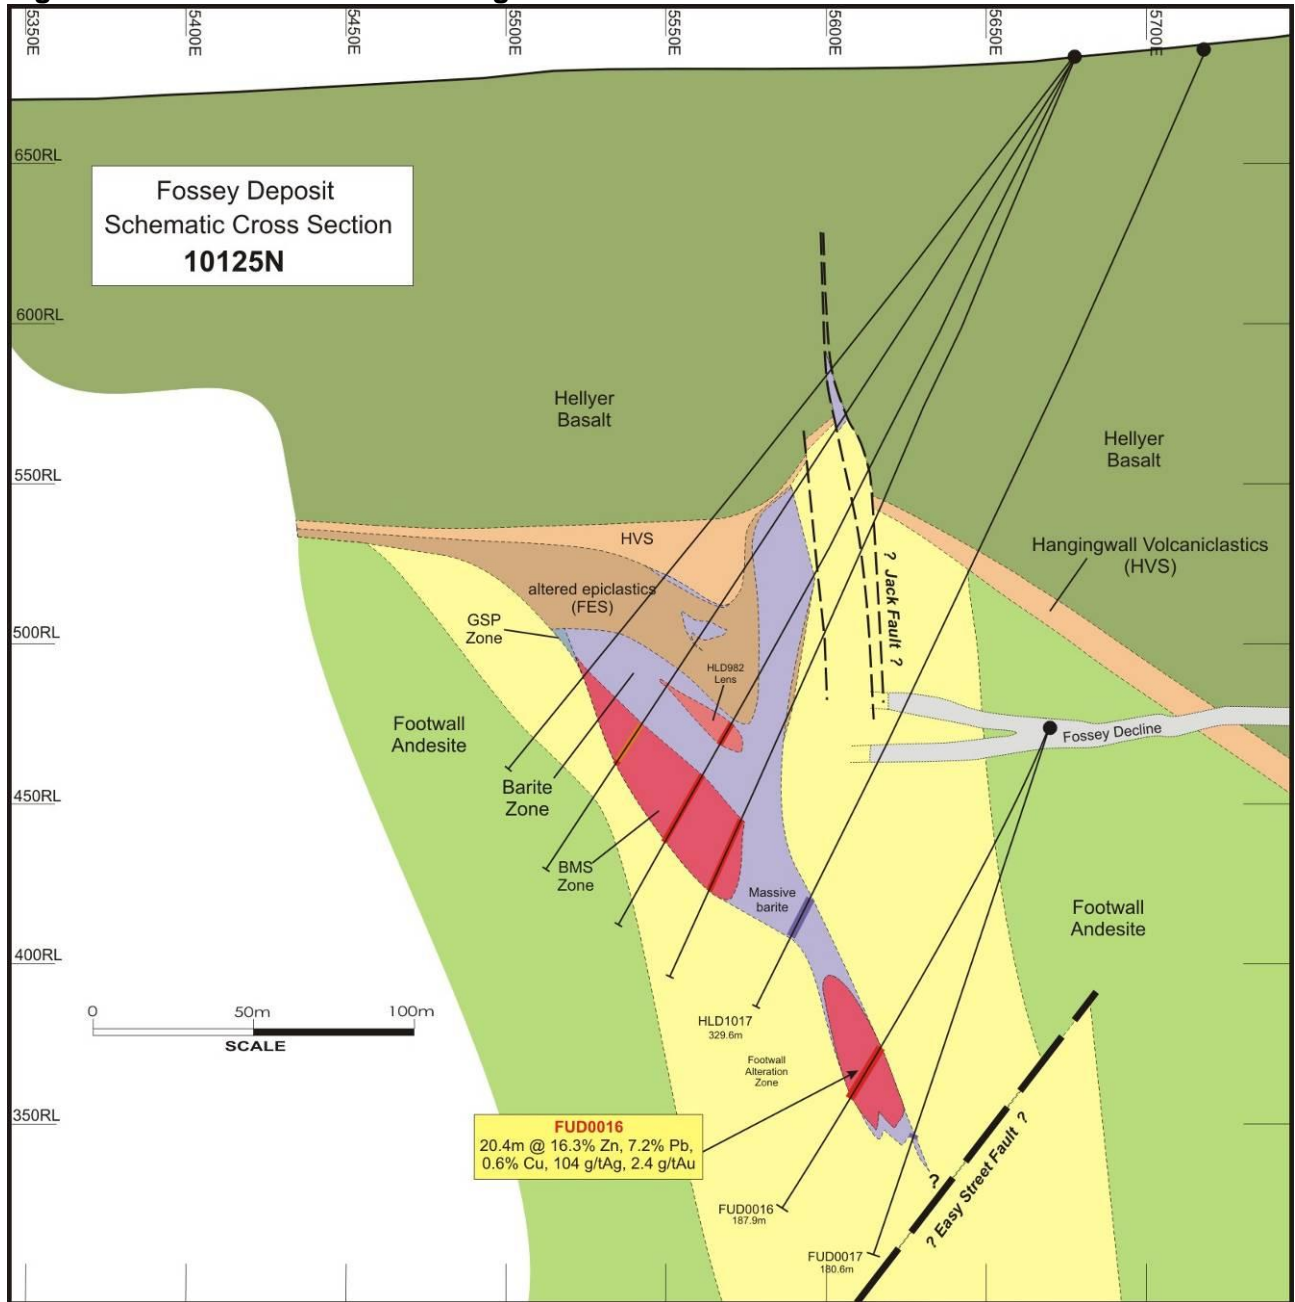 5350E
5400E
5450E
5500E
5550E
5600E
5650E
5700E
650RL
Fossey Deposit
Schematic Cross Section
10125N
600RL
Hellyer
Basalt
Hellyer
Basalt
550RL
HVS
Hangingwall Volcaniclastics
(HVS)
? Jack Fault ?
altered epiclastics
(FES)
GSP
Zone
500RL
HLD982
Lens
Footwall
Andesite
Fossey Decline
Barite
Zone
450RL
BMS
Zone
Massive
barite
Footwall
Andesite
400RL
0 50m 100m
SCALE
HLD1017
329.6m
Footwall
Alteration
Zone
350RL
FUD0016
20.4m @ 16.3% Zn, 7.2% Pb,
0.6% Cu, 104 g/tAg, 2.4 g/tAu
?
? Easy Street Fault ?
FUD0016
187.9m
FUD0017
180.6m